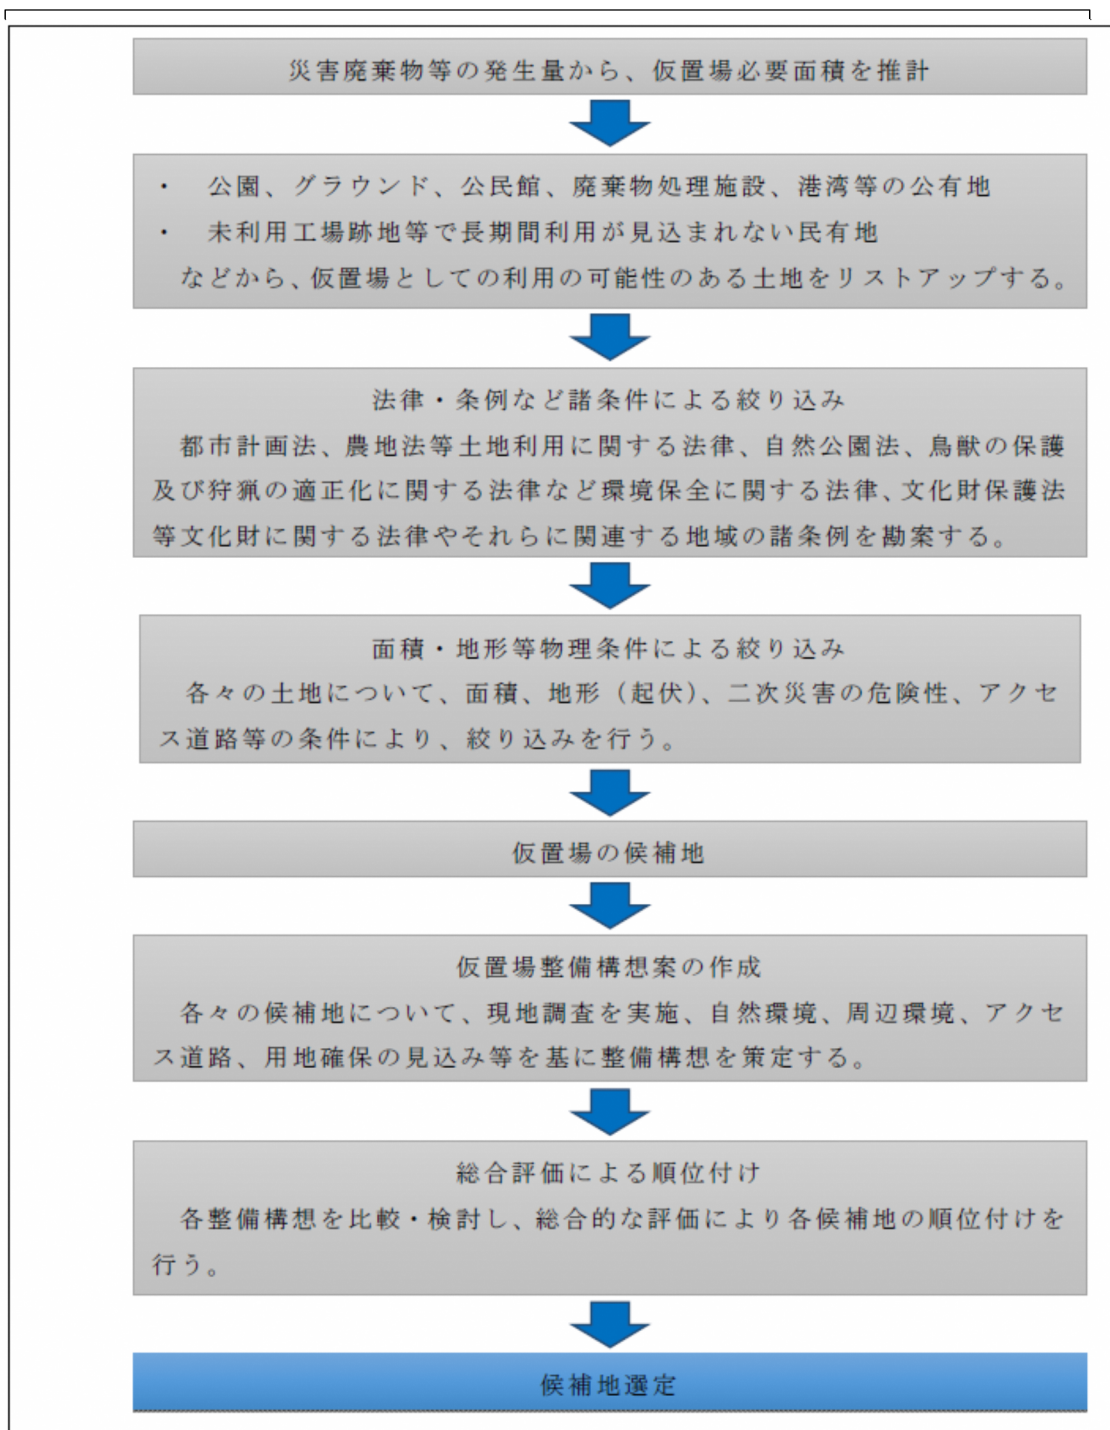 災害廃棄物等の発生量から、仮置場必要面積を推計
・ 公園、グラウンド、公民館、廃棄物処理施設、港湾等の公有地
・ 未利用工場跡地等で長期間利用が見込まれない民有地
などから、仮置場としての利用の可能性のある土地をリストアップする。
法律・条例など諸条件による絞り込み
都市計画法、農地法等土地利用に関する法律、自然公園法、鳥獣の保護
及び狩猟の適正化に関する法律など環境保全に関する法律、文化財保護法
等文化財に関する法律やそれらに関連する地域の諸条例を勘案する。
面積・地形等物理条件による絞り込み
各々の土地について、面積、地形（起伏）、二次災害の危険性、アクセ
ス道路等の条件により、絞り込みを行う。
仮置場の候補地
仮置場整備構想案の作成
各々の候補地について、現地調査を実施、自然環境、周辺環境、アクセ
ス道路、用地確保の見込み等を基に整備構想を策定する。
総合評価による順位付け
各整備構想を比較・検討し、総合的な評価により各候補地の順位付けを
行う。
候補地選定